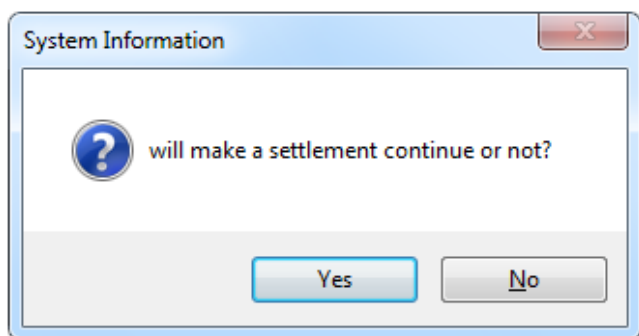 System Information
will make a settlement continue or not?
Yes
No